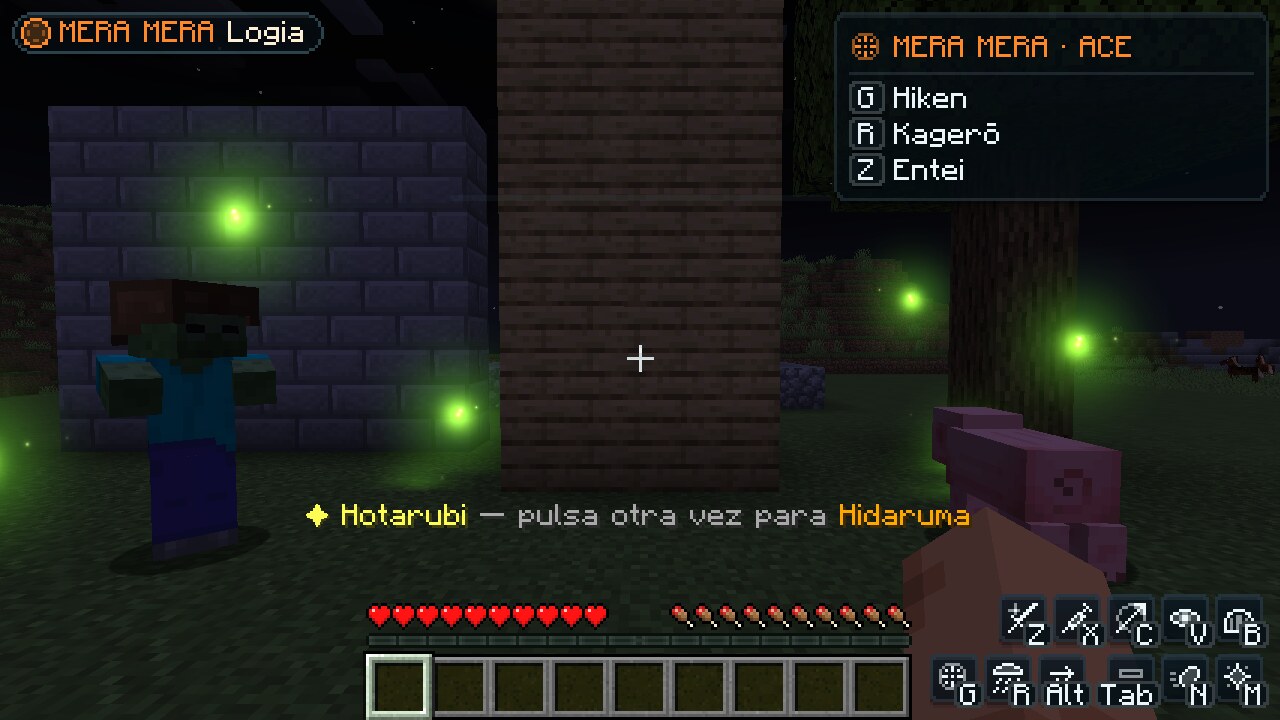 MERA MERA Logia
MERA MERA · ACE
G Hiken
R Kagerō
Z Entei
✦ Hotarubi — pulsa otra vez para Hidaruma
Z X C V B
G R Alt Tab N M